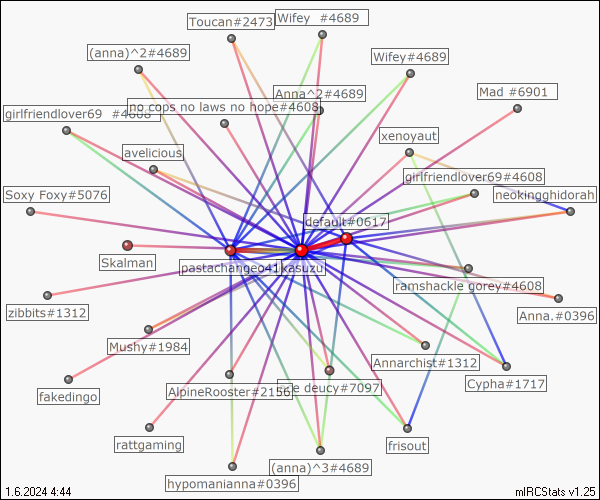 Toucan#2473
Wifey  #4689
(anna)^2#4689
Wifey#4689
Anna^2#4689
Mad #6901
no cops no laws no hope#4608
girlfriendlover69  #4608
xenoyaut
avelicious
girlfriendlover69#4608
Soxy Foxy#5076
neokingghidorah
default#0617
Skalman
kasuzu
ramshackle gorey#4608
zibbits#1312
Anna.#0396
Mushy#1984
Annarchist#1312
Cypha#1717
fakedingo
AlpineRooster#2156
deucy#7097
rattgaming
frisout
(anna)^3#4689
hypomanianna#0396
1.6.2024 4:44
mIRCStats v1.25